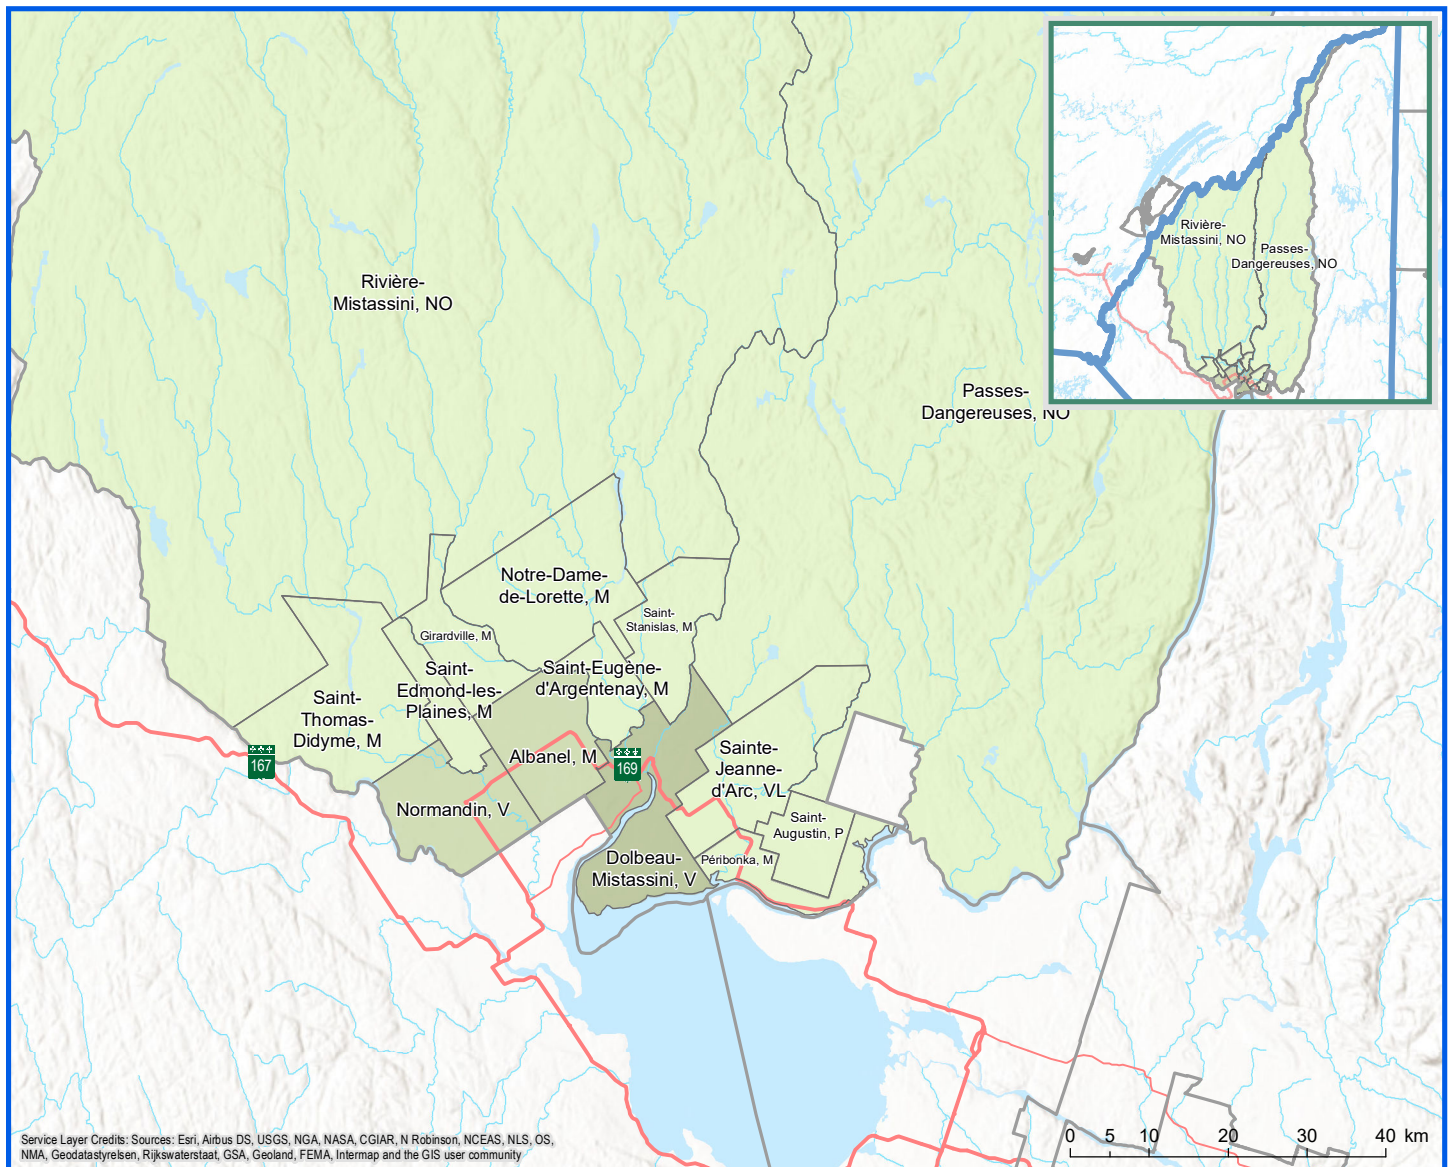 Rivière-
Mistassini, NO
Passes-
Dangereuses, NO
Rivière-
Mistassini, NO
Passes-
Dangereuses, NO
Notre-Dame-
de-Lorette, M
Saint-
Stanislas, M
Girardville, M
Saint-Eugène-
d'Argentenay, M
Saint-
Edmond-les-
Plaines, M
Saint-
Thomas-
Didyme, M
Albanel, M
169
167
Sainte-
Jeanne-
d'Arc, VL
Normandin, V
Saint-
Augustin, P
Dolbeau-
Mistassini, V
Péribonka, M
0 5 10 20 30 40 km
Service Layer Credits: Sources: Esri, Airbus DS, USGS, NGA, NASA, CGIAR, N Robinson, NCEAS, NLS, OS,
NMA, Geodatastyrelsen, Rijkswaterstaat, GSA, Geoland, FEMA, Intermap and the GIS user community